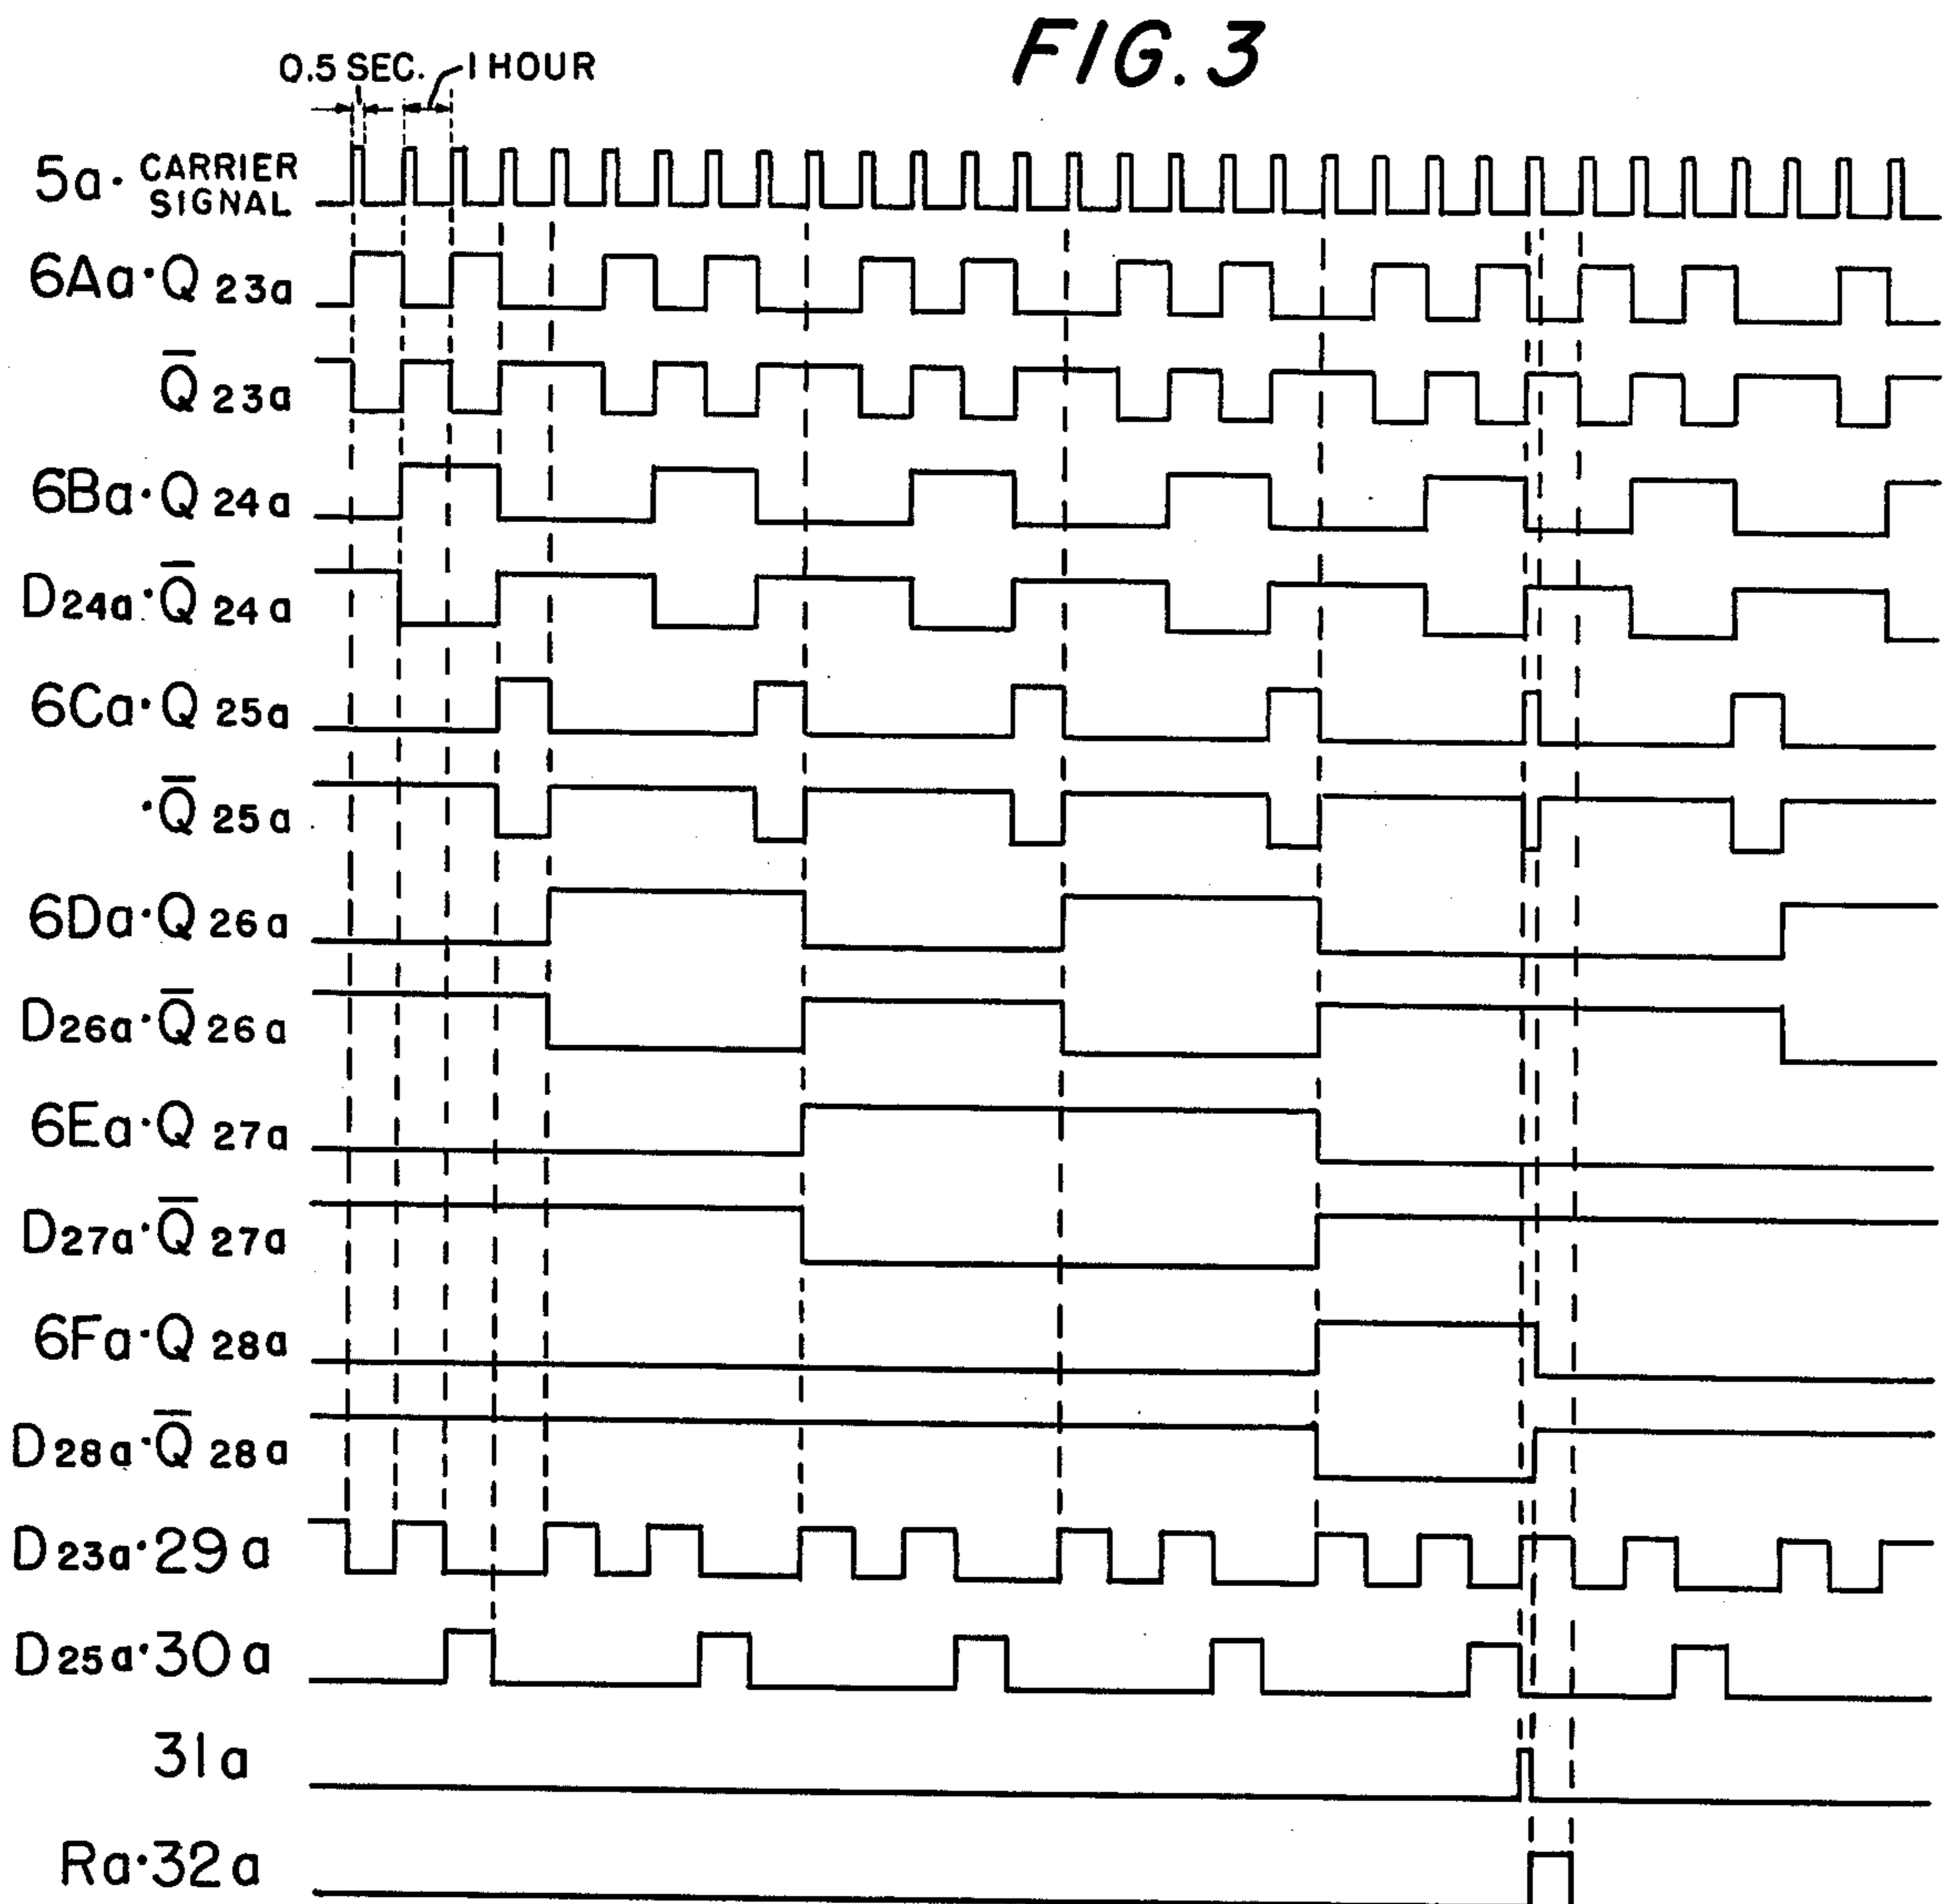 FIG. 3
0.5 SEC. 1 HOUR
5a· CARRIER
SIGNAL
6Aa·Q 23a
Q̅ 23a
6Ba·Q 24a
D24a·Q̅ 24a
6Ca·Q 25a
·Q̅ 25a
6Da·Q 26a
D26a·Q̅ 26a
6Ea·Q 27a
D27a·Q̅ 27a
6Fa·Q 28a
D28a·Q̅ 28a
D23a·29a
D25a·30a
31a
Ra·32a